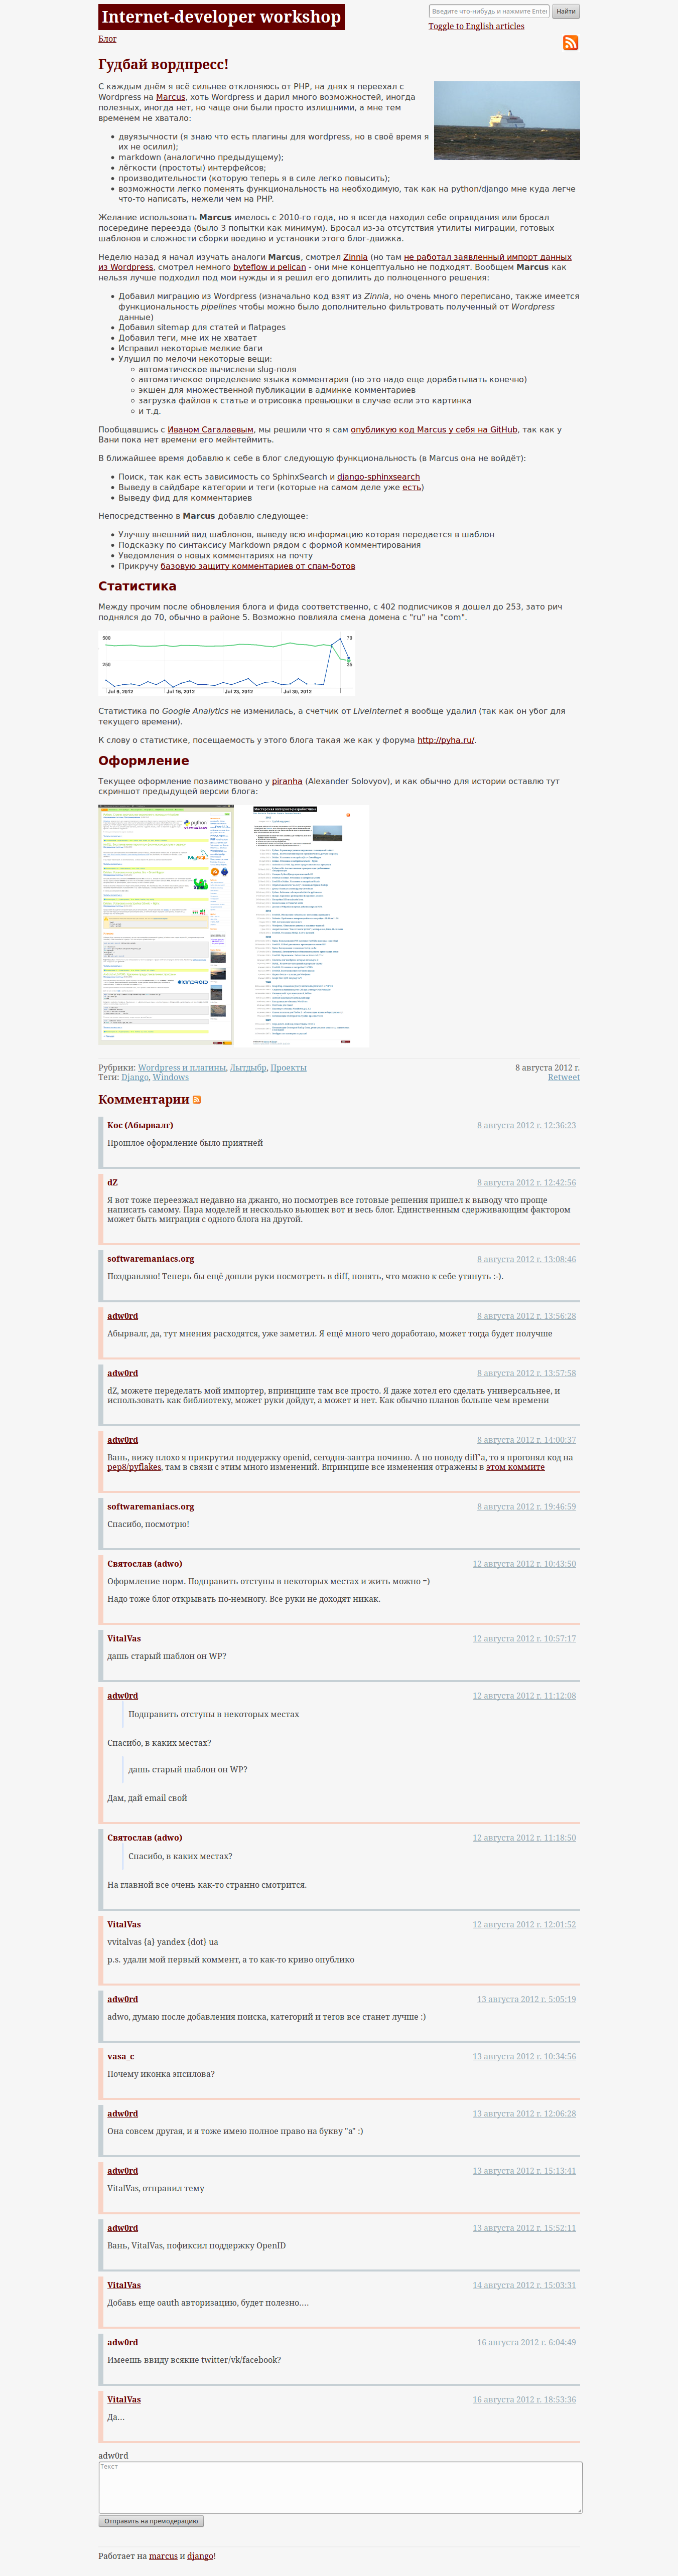 Internet-developer workshop
Введите что-нибудь и нажмите Enter
Найти
Toggle to English articles
Блог
Гудбай вордпресс!
С каждым днём я всё сильнее отклоняюсь от PHP, на днях я переехал с
Wordpress на Marcus, хоть Wordpress и дарил много возможностей, иногда
полезных, иногда нет, но чаще они были просто излишними, а мне тем
временем не хватало:
двуязычности (я знаю что есть плагины для wordpress, но в своё время я
их не осилил);
markdown (аналогично предыдущему);
лёгкости (простоты) интерфейсов;
производительности (которую теперь я в силе легко повысить);
возможности легко поменять функциональность на необходимую, так как на python/django мне куда легче
что-то написать, нежели чем на PHP.
Желание использовать Marcus имелось с 2010-го года, но я всегда находил себе оправдания или бросал
посередине переезда (было 3 попытки как минимум). Бросал из-за отсутствия утилиты миграции, готовых
шаблонов и сложности сборки воедино и установки этого блог-движка.
Неделю назад я начал изучать аналоги Marcus, смотрел Zinnia (но там не работал заявленный импорт данных
из Wordpress, смотрел немного byteflow и pelican - они мне концептуально не подходят. Вообщем Marcus как
нельзя лучше подходил под мои нужды и я решил его допилить до полноценного решения:
Добавил миграцию из Wordpress (изначально код взят из Zinnia, но очень много переписано, также имеется
функциональность pipelines чтобы можно было дополнительно фильтровать полученный от Wordpress
данные)
Добавил sitemap для статей и flatpages
Добавил теги, мне их не хватает
Исправил некоторые мелкие баги
Улушил по мелочи некоторые вещи:
автоматическое вычислени slug-поля
автоматичекое определение языка комментария (но это надо еще дорабатывать конечно)
экшен для множественной публикации в админке комментариев
загрузка файлов к статье и отрисовка превьюшки в случае если это картинка
и т.д.
Пообщавшись с Иваном Сагалаевым, мы решили что я сам опубликую код Marcus у себя на GitHub, так как у
Вани пока нет времени его мейнтеймить.
В ближайшее время добавлю к себе в блог следующую функциональность (в Marcus она не войдёт):
Поиск, так как есть зависимость со SphinxSearch и django-sphinxsearch
Выведу в сайдбаре категории и теги (которые на самом деле уже есть)
Выведу фид для комментариев
Непосредственно в Marcus добавлю следующее:
Улучшу внешний вид шаблонов, выведу всю информацию которая передается в шаблон
Подсказку по синтаксису Markdown рядом с формой комментирования
Уведомления о новых комментариях на почту
Прикручу базовую защиту комментариев от спам-ботов
Статистика
Между прочим после обновления блога и фида соответственно, с 402 подписчиков я дошел до 253, зато рич
поднялся до 70, обычно в районе 5. Возможно повлияла смена домена с "ru" на "com".
500 70
250 35
Jul 9, 2012 Jul 16, 2012 Jul 23, 2012 Jul 30, 2012
Статистика по Google Analytics не изменилась, а счетчик от LiveInternet я вообще удалил (так как он убог для
текущего времени).
К слову о статистике, посещаемость у этого блога такая же как у форума http://pyha.ru/.
Оформление
Текущее оформление позаимствовано у piranha (Alexander Solovyov), и как обычно для истории оставлю тут
скриншот предыдущей версии блога:
Рубрики: Wordpress и плагины, Лытдыбр, Проекты
8 августа 2012 г.
Теги: Django, Windows
Retweet
Комментарии
Кос (Абырвалг)
8 августа 2012 г. 12:36:23
Прошлое оформление было приятней
dZ
8 августа 2012 г. 12:42:56
Я вот тоже переезжал недавно на джанго, но посмотрев все готовые решения пришел к выводу что проще
написать самому. Пара моделей и несколько вьюшек вот и весь блог. Единственным сдерживающим фактором
может быть миграция с одного блога на другой.
softwaremaniacs.org
8 августа 2012 г. 13:08:46
Поздравляю! Теперь бы ещё дошли руки посмотреть в diff, понять, что можно к себе утянуть :-).
adw0rd
8 августа 2012 г. 13:56:28
Абырвалг, да, тут мнения расходятся, уже заметил. Я ещё много чего доработаю, может тогда будет получше
adw0rd
8 августа 2012 г. 13:57:58
dZ, можете переделать мой импортер, впринципе там все просто. Я даже хотел его сделать универсальнее, и
использовать как библиотеку, может руки дойдут, а может и нет. Как обычно планов больше чем времени
adw0rd
8 августа 2012 г. 14:00:37
Вань, вижу плохо я прикрутил поддержку openid, сегодня-завтра починю. А по поводу diff'а, то я прогонял код на
pep8/pyflakes, там в связи с этим много изменений. Впринципе все изменения отражены в этом коммите
softwaremaniacs.org
8 августа 2012 г. 19:46:59
Спасибо, посмотрю!
Святослав (adwo)
12 августа 2012 г. 10:43:50
Оформление норм. Подправить отступы в некоторых местах и жить можно =)
Надо тоже блог открывать по-немногу. Все руки не доходят никак.
VitalVas
12 августа 2012 г. 10:57:17
дашь старый шаблон он WP?
adw0rd
12 августа 2012 г. 11:12:08
Подправить отступы в некоторых местах
Спасибо, в каких местах?
дашь старый шаблон он WP?
Дам, дай email свой
Святослав (adwo)
12 августа 2012 г. 11:18:50
Спасибо, в каких местах?
На главной все очень как-то странно смотрится.
VitalVas
12 августа 2012 г. 12:01:52
vvitalvas {a} yandex {dot} ua
p.s. удали мой первый коммент, а то как-то криво опублико
adw0rd
13 августа 2012 г. 5:05:19
adwo, думаю после добавления поиска, категорий и тегов все станет лучше :)
vasa_c
13 августа 2012 г. 10:34:56
Почему иконка эпсилова?
adw0rd
13 августа 2012 г. 12:06:28
Она совсем другая, и я тоже имею полное право на букву "а" :)
adw0rd
13 августа 2012 г. 15:13:41
VitalVas, отправил тему
adw0rd
13 августа 2012 г. 15:52:11
Вань, VitalVas, пофиксил поддержку OpenID
VitalVas
14 августа 2012 г. 15:03:31
Добавь еще oauth авторизацию, будет полезно....
adw0rd
16 августа 2012 г. 6:04:49
Имеешь ввиду всякие twitter/vk/facebook?
VitalVas
16 августа 2012 г. 18:53:36
Да...
adw0rd
Текст
Отправить на премодерацию
Работает на marcus и django!